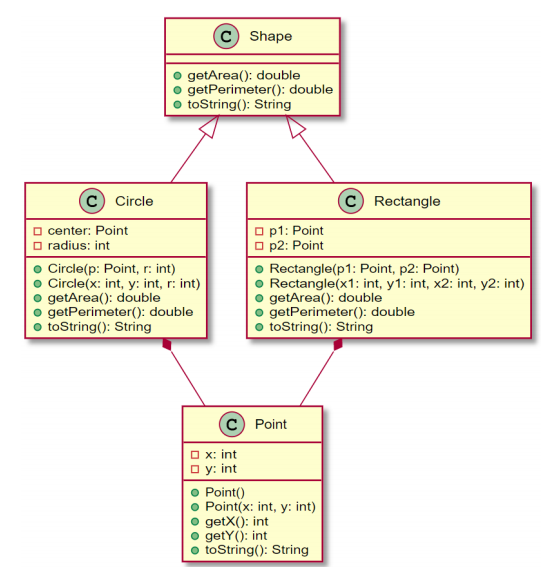 C Shape
getArea(): double
getPerimeter(): double
toString(): String
C Circle
center: Point
radius: int
Circle(p: Point, r: int)
Circle(x: int, y: int, r: int)
getArea(): double
getPerimeter(): double
toString(): String
C Rectangle
p1: Point
p2: Point
Rectangle(p1: Point, p2: Point)
Rectangle(x1: int, y1: int, x2: int, y2: int)
getArea(): double
getPerimeter(): double
toString(): String
C Point
x: int
y: int
Point()
Point(x: int, y: int)
getX(): int
getY(): int
toString(): String